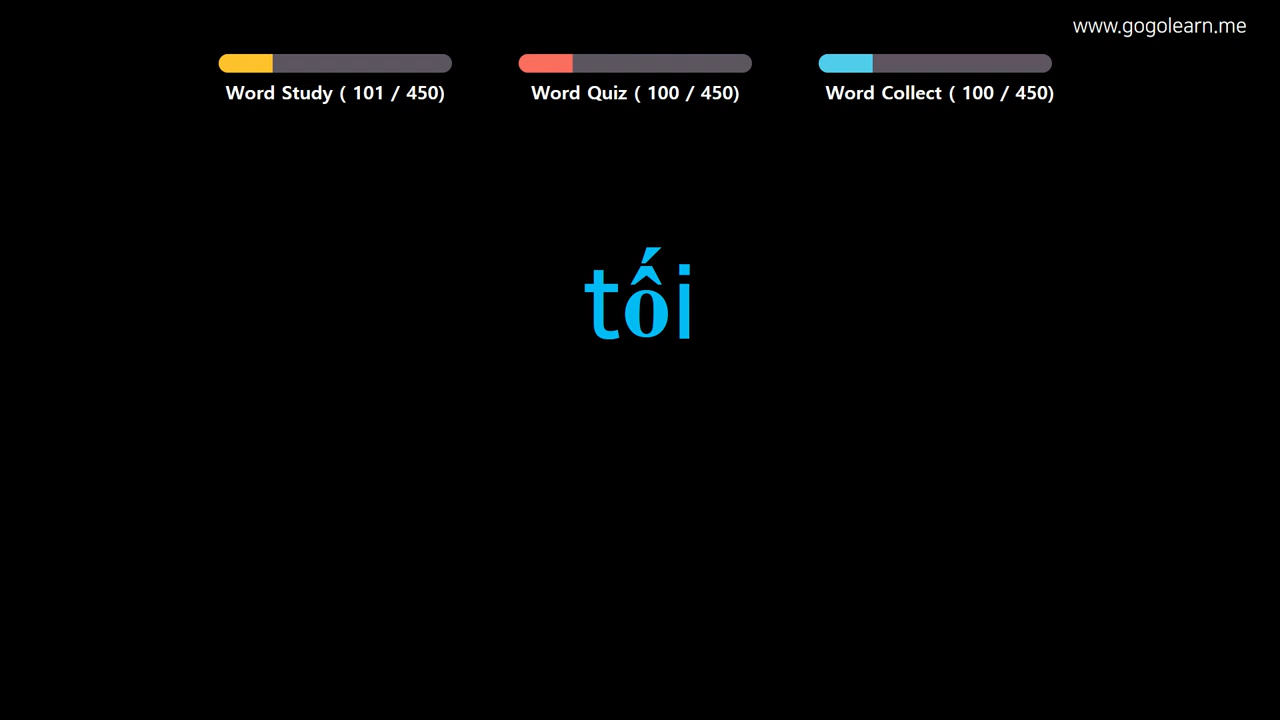 www.gogolearn.me
Word Study ( 101 / 450)
Word Quiz ( 100 / 450)
Word Collect ( 100 / 450)
tối